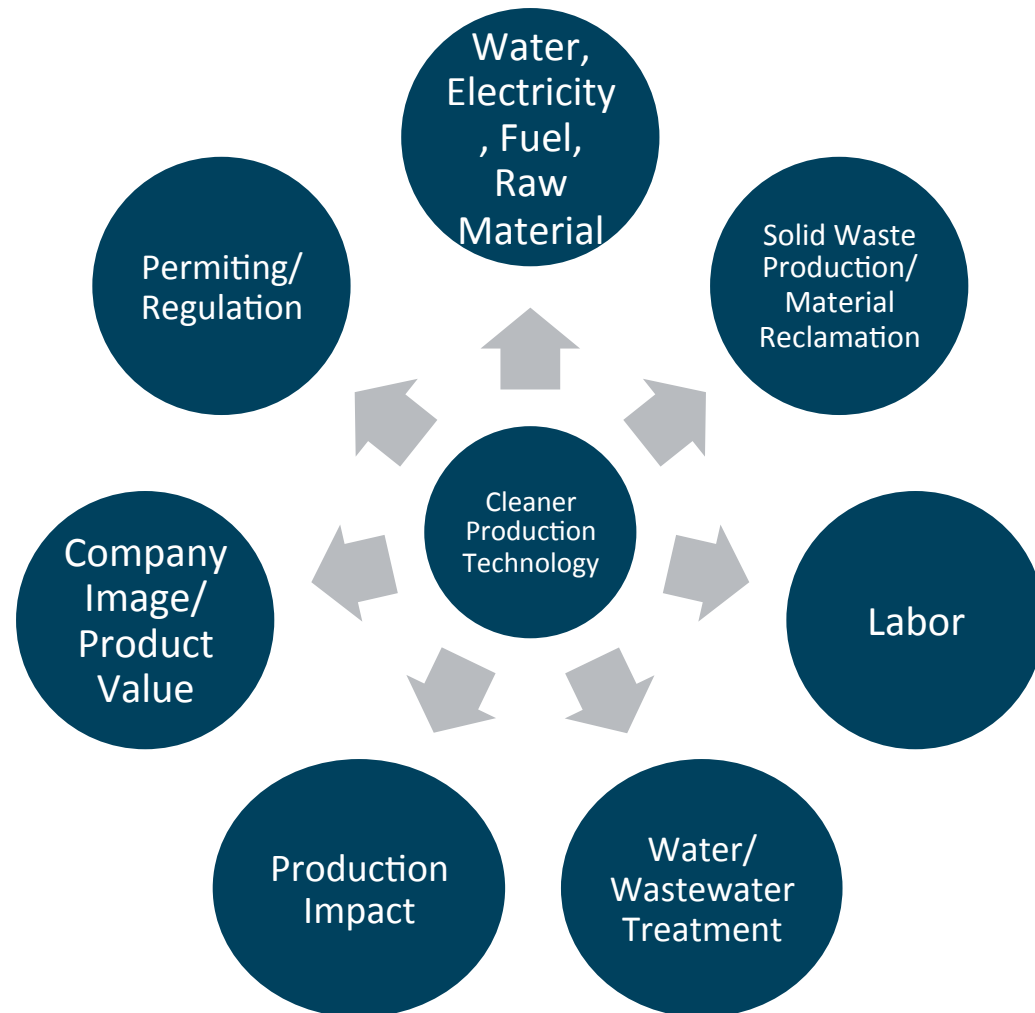 Water,
Electricity
, Fuel,
Raw
Material
Solid Waste
Production/
Material
Reclamation
Labor
Water/
Wastewater
Treatment
Production
Impact
Company
Image/
Product
Value
Permiting/
Regulation
Cleaner
Production
Technology